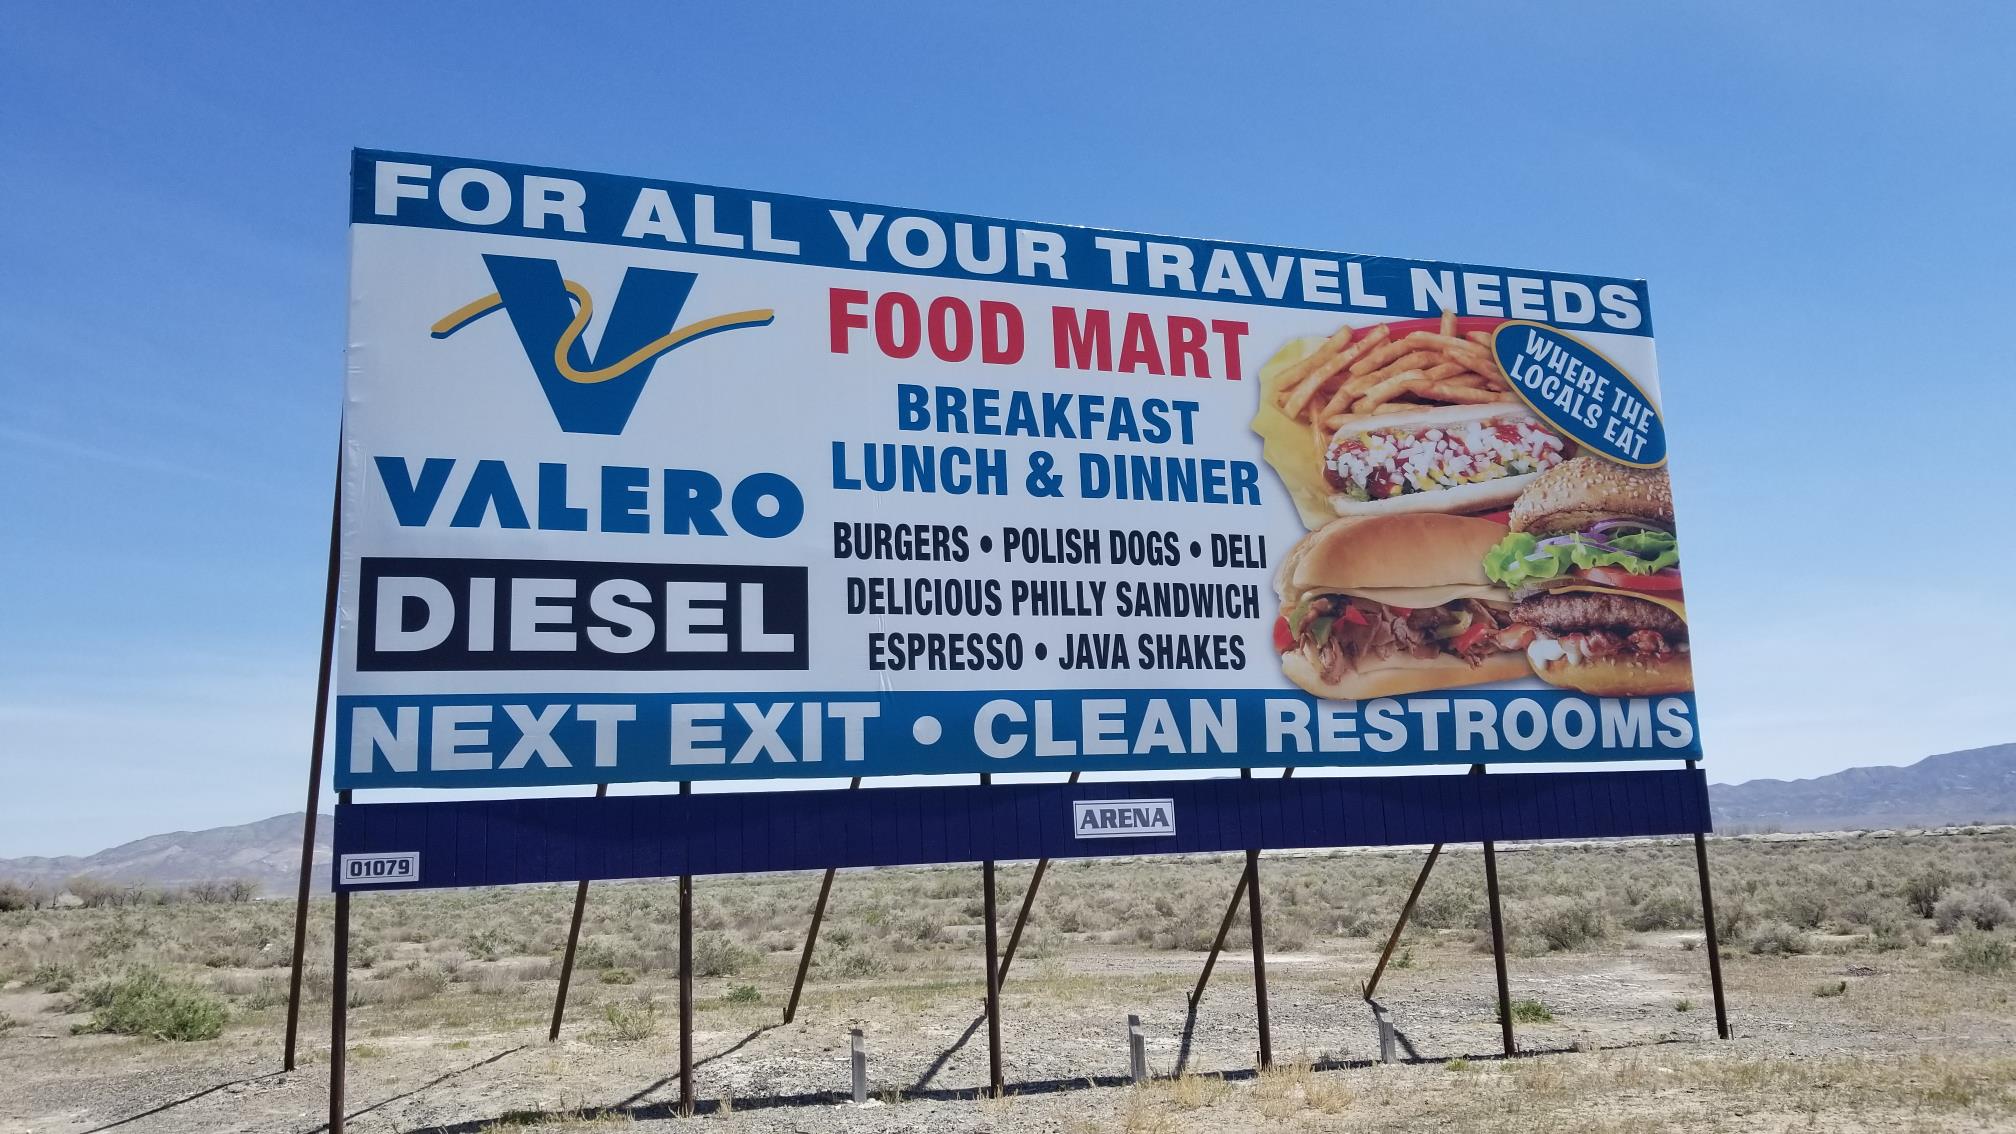 FOR ALL YOUR TRAVEL NEEDS
VALERO
DIESEL
FOOD MART
BREAKFAST
LUNCH & DINNER
BURGERS • POLISH DOGS • DELI
DELICIOUS PHILLY SANDWICH
ESPRESSO • JAVA SHAKES
WHERE THE
LOCALS EAT
NEXT EXIT • CLEAN RESTROOMS
ARENA
01079